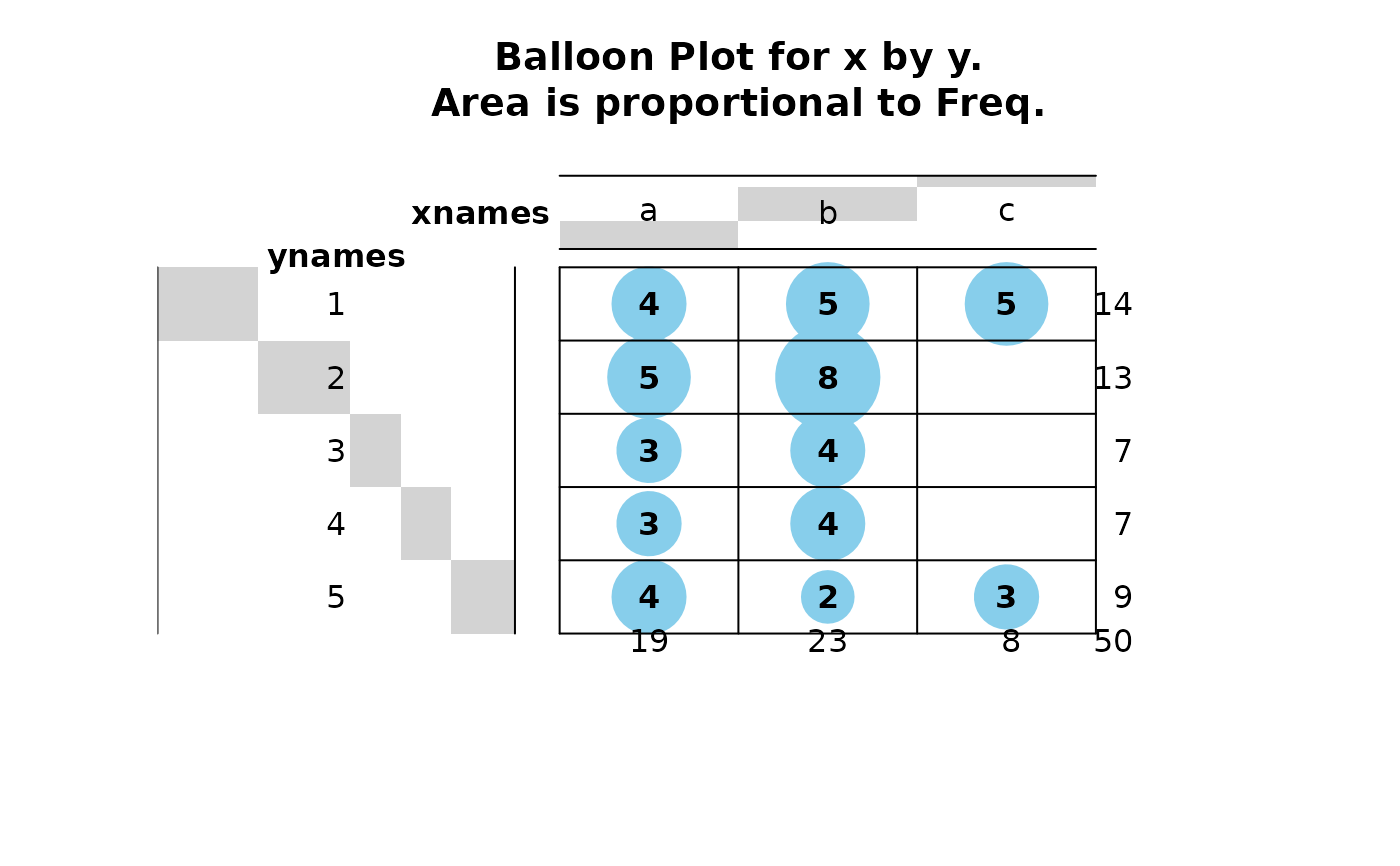 Balloon Plot for x by y.
Area is proportional to Freq.
xnames a b c
ynames
1 4 5 5 14
2 5 8 13
3 3 4 7
4 3 4 7
5 4 2 3 9
19 23 8 50